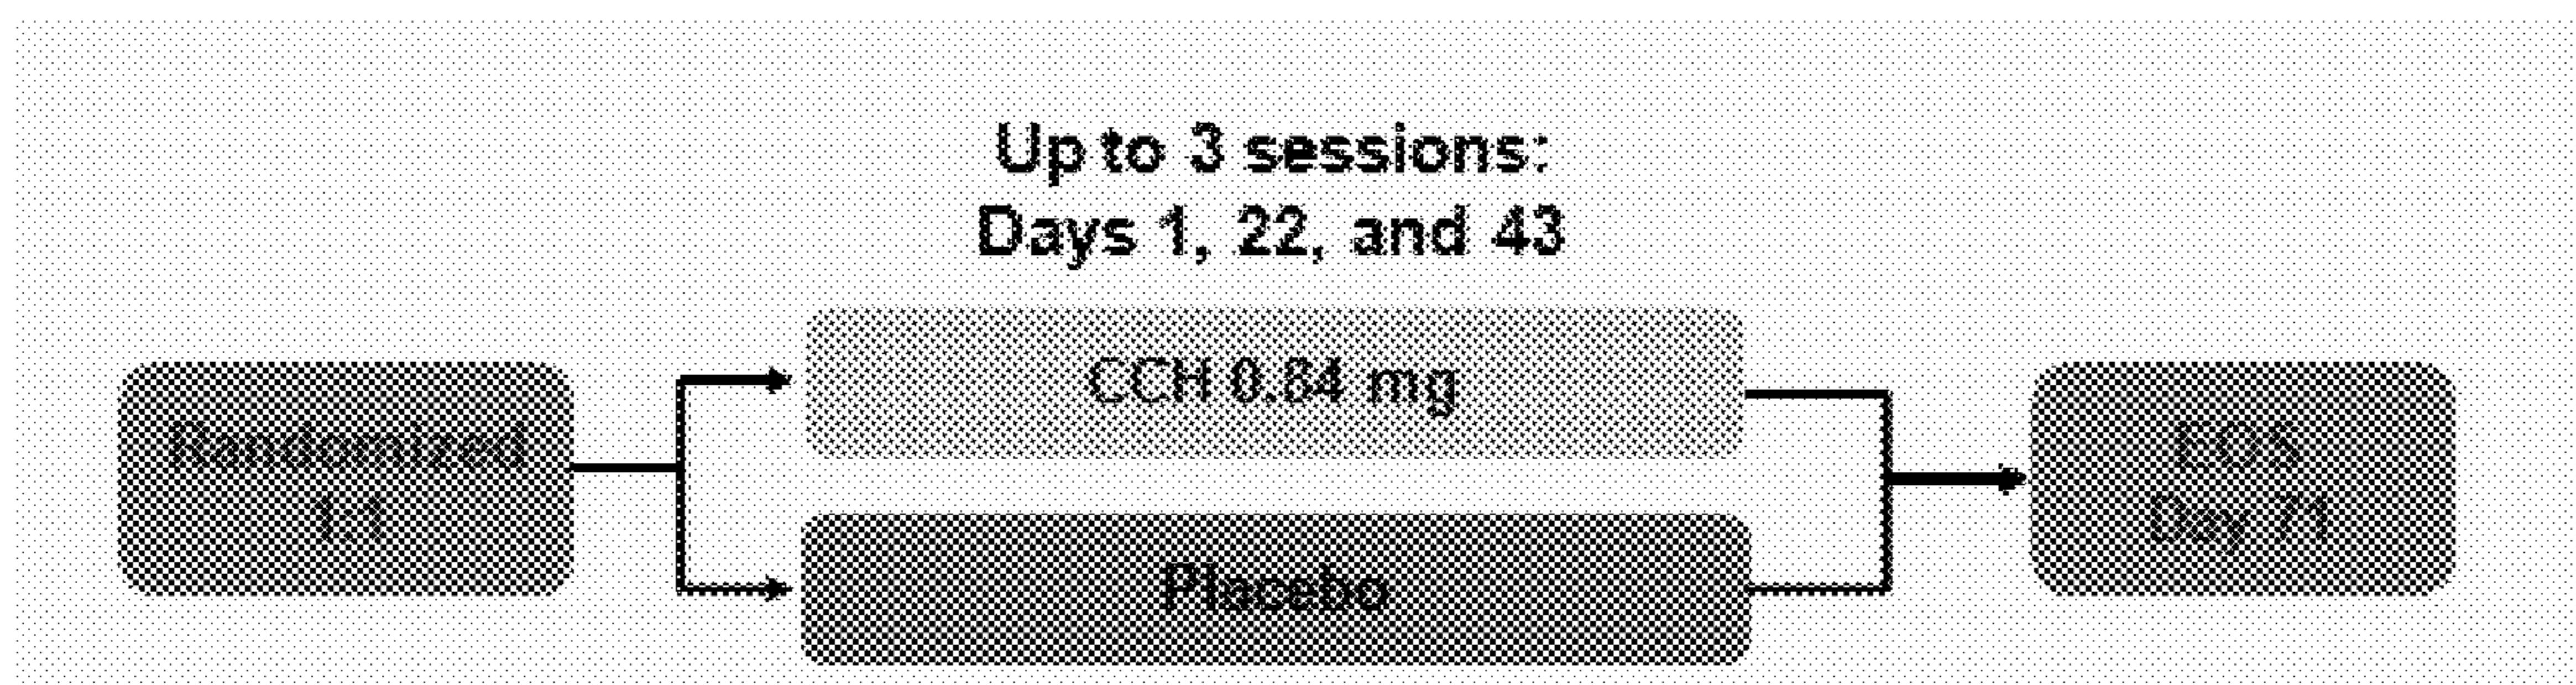 Up to 3 sessions:
Days 1, 22, and 43
Randomized
1:1
CCH 0.84 mg
Placebo
EOS
Day 71